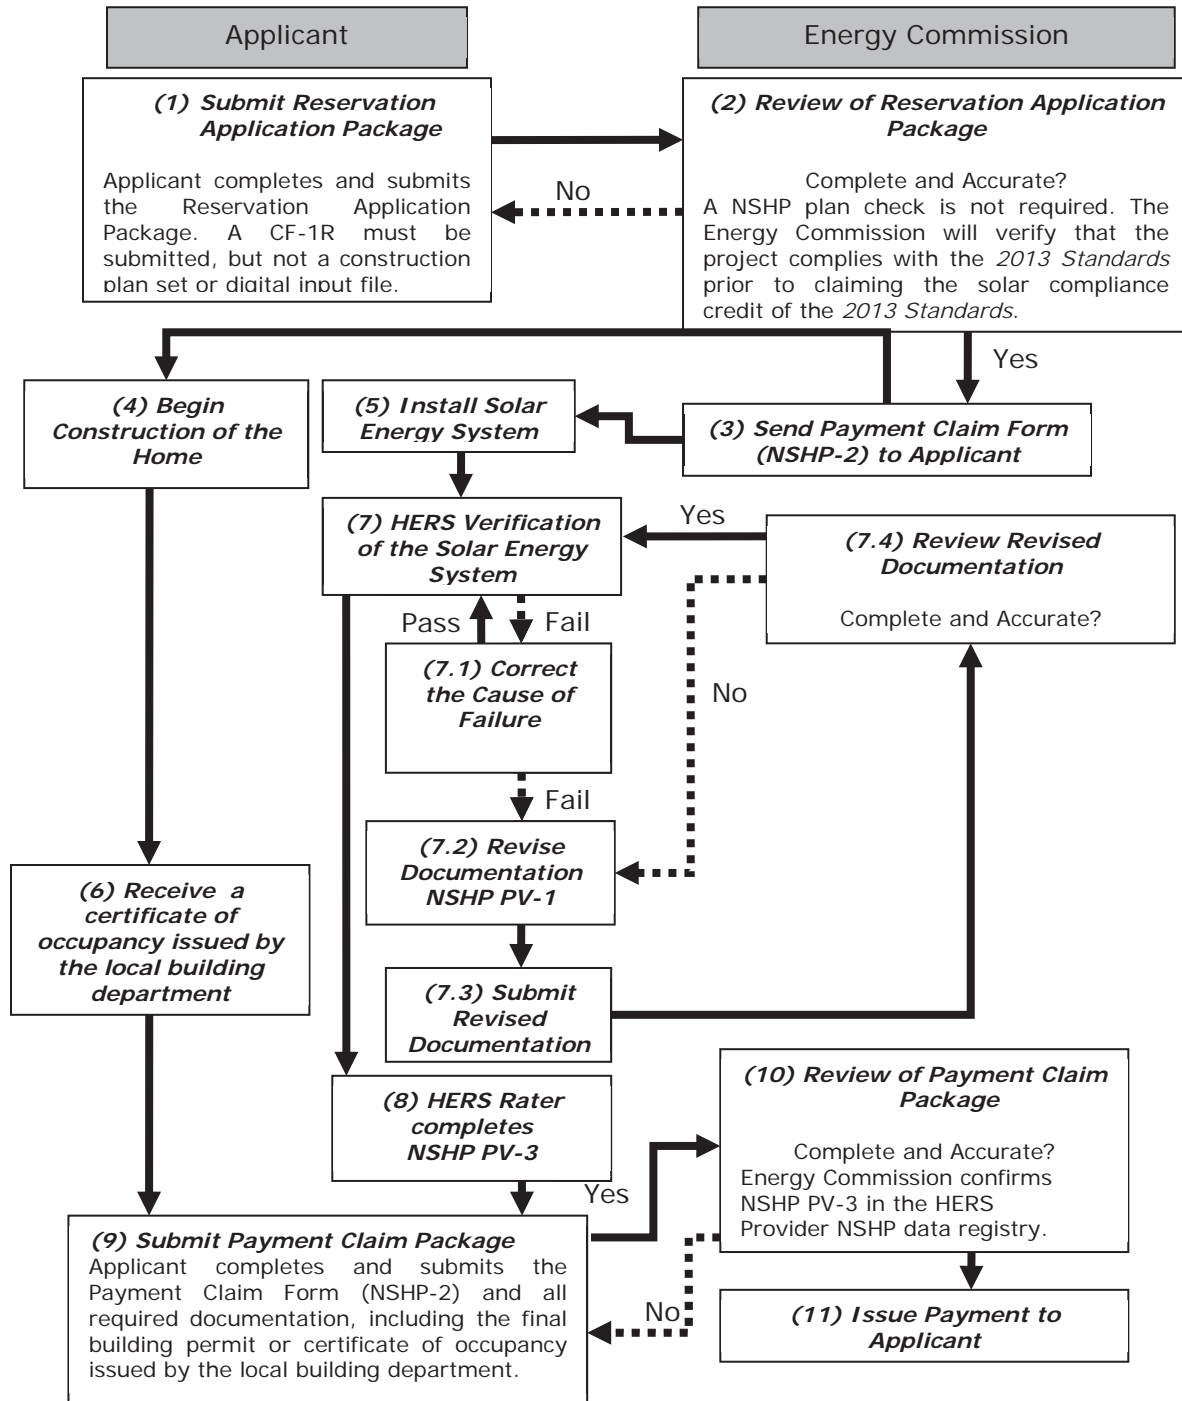 Applicant
Energy Commission
(1) Submit Reservation
Application Package
Applicant completes and submits
the Reservation Application
Package. A CF-1R must be
submitted, but not a construction
plan set or digital input file.
(2) Review of Reservation Application
Package
Complete and Accurate?
A NSHP plan check is not required. The
Energy Commission will verify that the
project complies with the 2013 Standards
prior to claiming the solar compliance
credit of the 2013 Standards.
No
Yes
(3) Send Payment Claim Form
(NSHP-2) to Applicant
(4) Begin
Construction of the
Home
(5) Install Solar
Energy System
(7) HERS Verification
of the Solar Energy
System
Yes
(7.4) Review Revised
Documentation
Complete and Accurate?
Pass
Fail
(7.1) Correct
the Cause of
Failure
No
Fail
(7.2) Revise
Documentation
NSHP PV-1
(6) Receive a
certificate of
occupancy issued by
the local building
department
(7.3) Submit
Revised
Documentation
(8) HERS Rater
completes
NSHP PV-3
(10) Review of Payment Claim
Package
Complete and Accurate?
Energy Commission confirms
NSHP PV-3 in the HERS
Provider NSHP data registry.
Yes
(9) Submit Payment Claim Package
Applicant completes and submits the
Payment Claim Form (NSHP-2) and all
required documentation, including the final
building permit or certificate of occupancy
issued by the local building department.
No
(11) Issue Payment to
Applicant